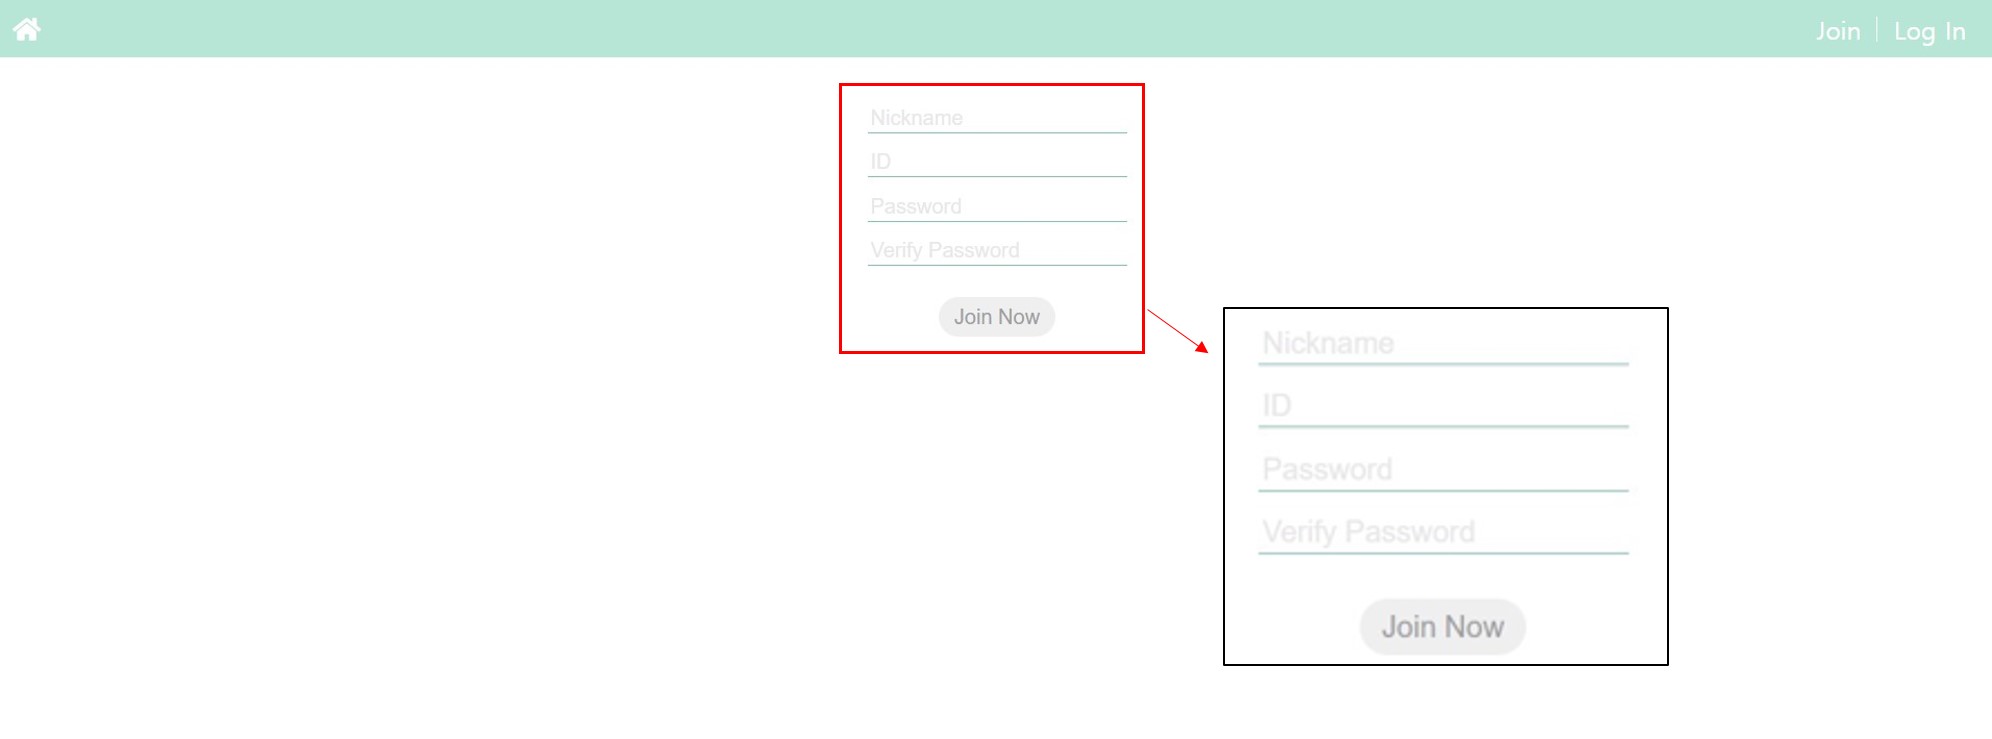 Join | Log In
Nickname
ID
Password
Verify Password
Join Now
Nickname
ID
Password
Verify Password
Join Now